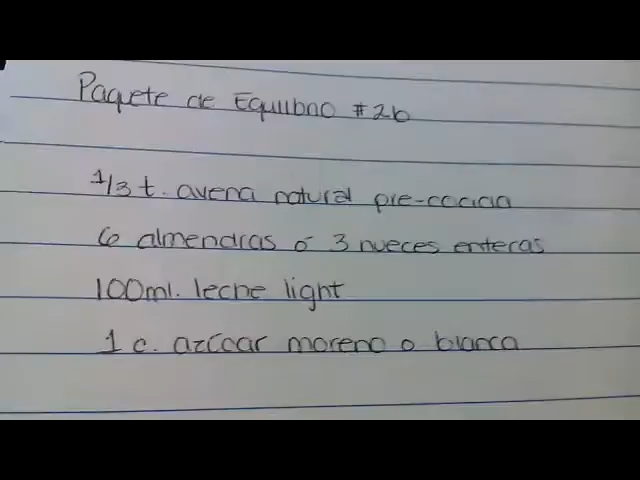 Paquete de Equilibrio #2b
1/3 t. avena natural pre-cocida
6 almendras ó 3 nueces enteras
100ml. leche light
1 c. azúcar moreno o blanca